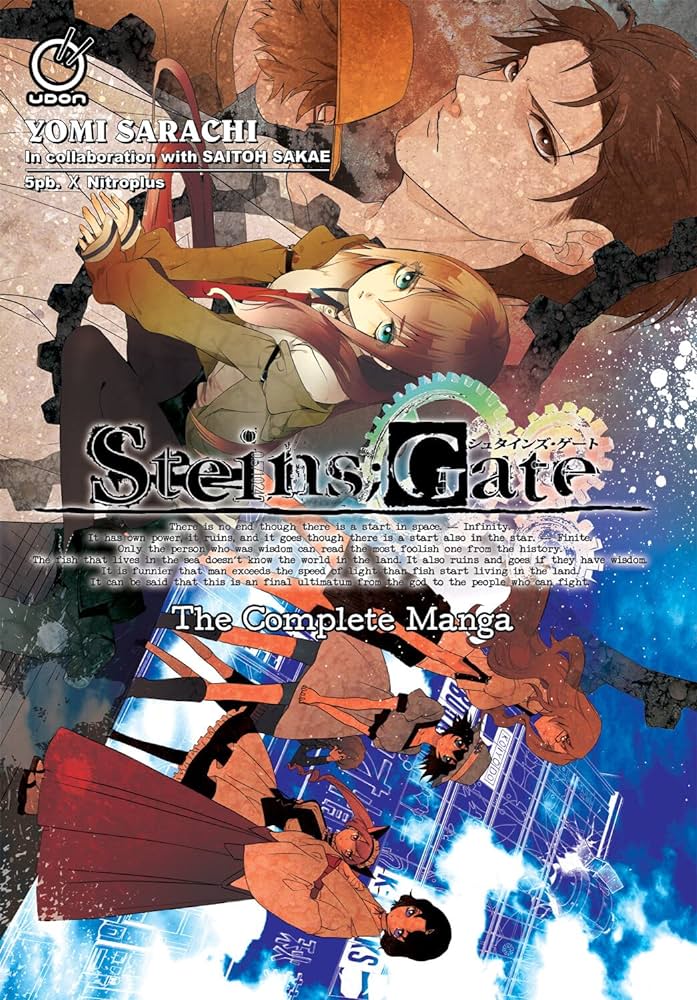 UDON
YOMI SARACHI
In collaboration with SAITOH SAKAE
5pb. X Nitroplus
シュタインズ・ゲート
Steins;Gate
There is no end though there is a start in space. — Infinity.
It has own power, it ruins, and it goes though there is a start also in the star. — Finite.
Only the person who was wisdom can read the most foolish one from the history.
The fish that lives in the sea doesn't know the world in the land. It also ruins and goes if they have wisdom.
It is funnier that man exceeds the speed of light than fish start living in the land.
It can be said that this is an final ultimatum from the god to the people who can fight.
The Complete Manga